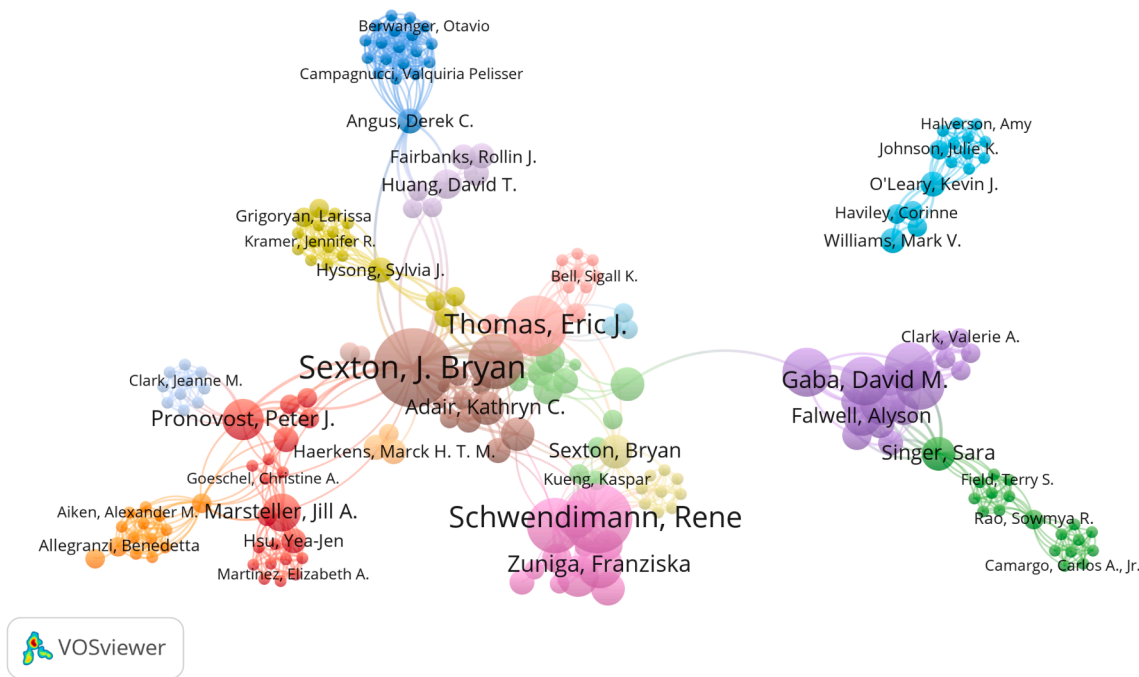 Berwanger, Otavio
Campagnucci, Valquiria Pelisser
Angus, Derek C.
Fairbanks, Rollin J.
Huang, David T.
Grigoryan, Larissa
Kramer, Jennifer R.
Hysong, Sylvia J.
Bell, Sigall K.
Thomas, Eric J.
Sexton, J. Bryan
Adair, Kathryn C.
Clark, Jeanne M.
Pronovost, Peter J.
Haerkens, Marck H. T. M.
Goeschel, Christine A.
Aiken, Alexander M.
Marsteller, Jill A.
Allegranzi, Benedetta
Hsu, Yea-Jen
Martinez, Elizabeth A.
Sexton, Bryan
Kueng, Kaspar
Schwendimann, Rene
Zuniga, Franziska
Halverson, Amy
Johnson, Julie K.
O'Leary, Kevin J.
Haviley, Corinne
Williams, Mark V.
Clark, Valerie A.
Gaba, David M.
Falwell, Alyson
Singer, Sara
Field, Terry S.
Rao, Sowmya R.
Camargo, Carlos A., Jr.
VOSviewer